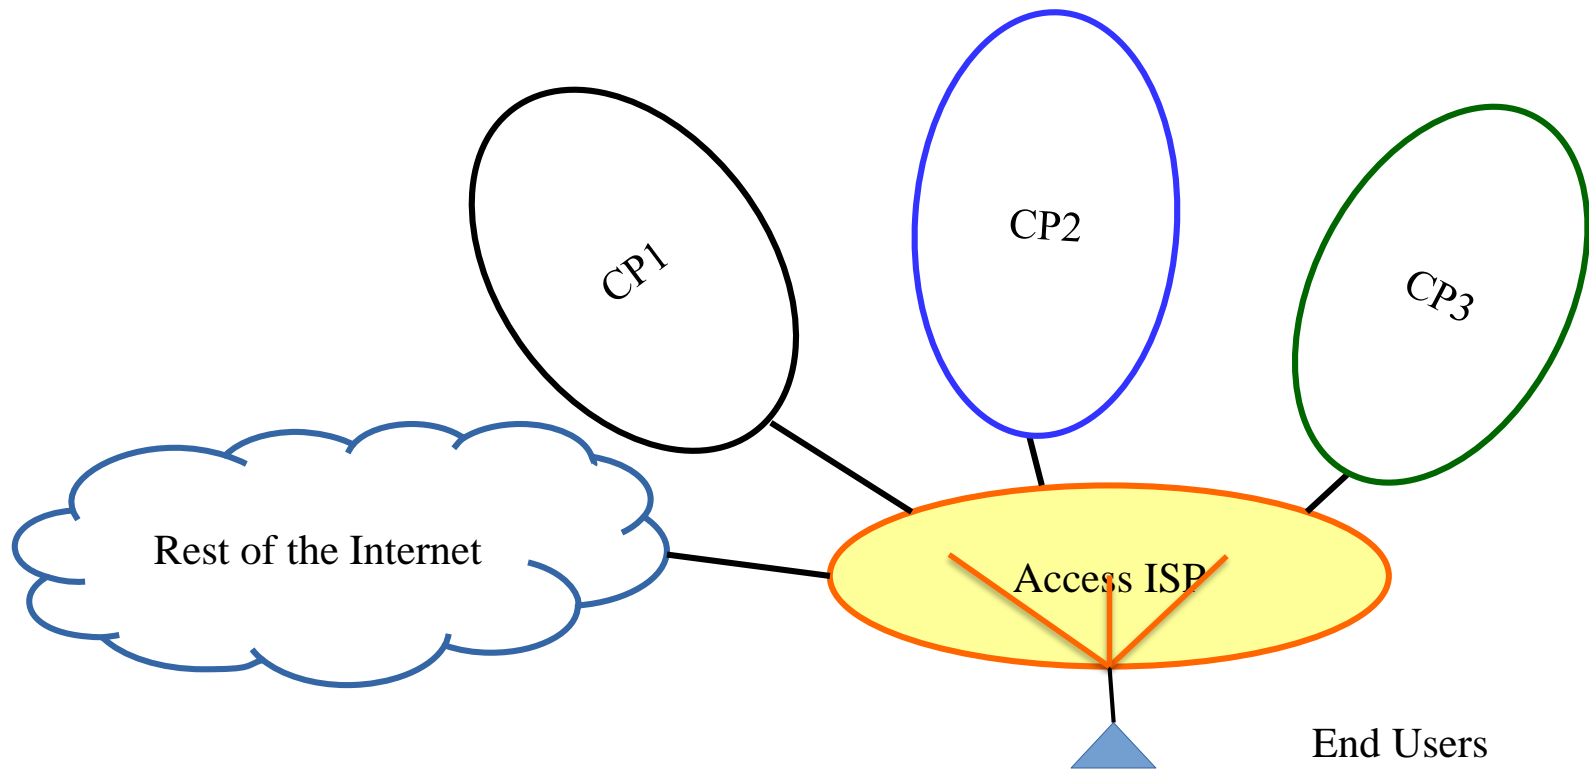 CP1
CP2
CP3
Rest of the Internet
Access ISP
End Users